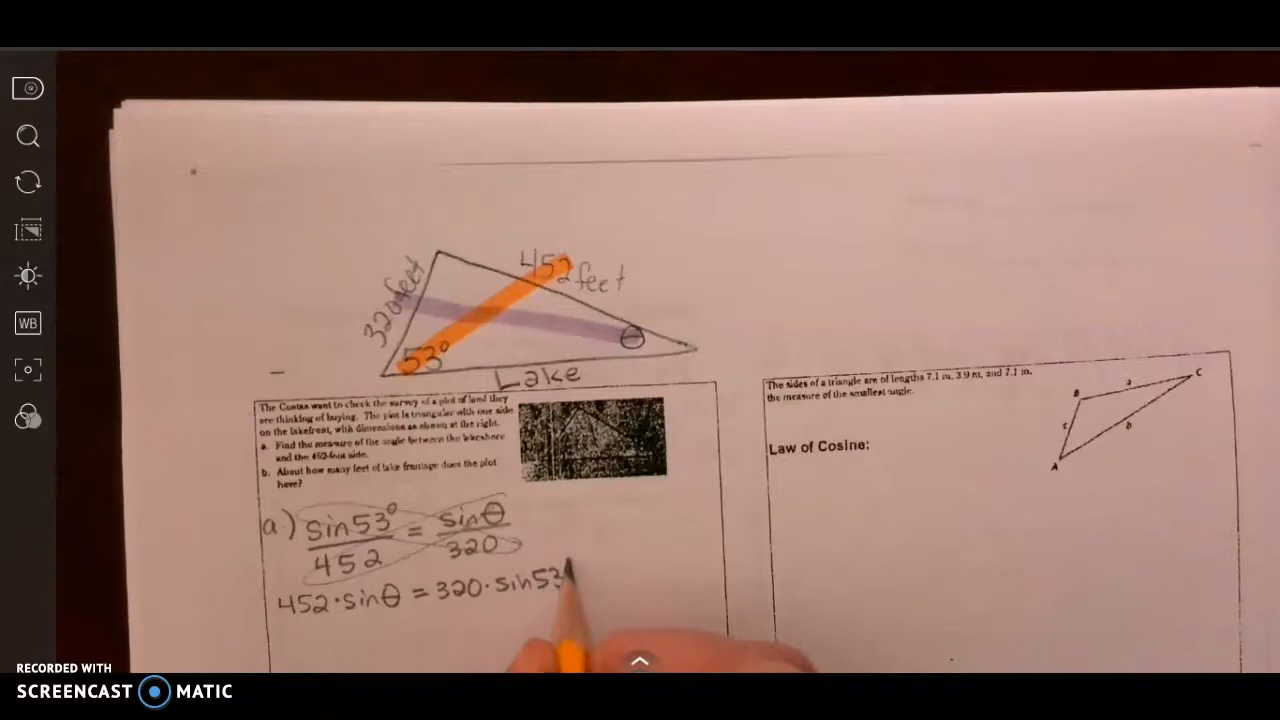 320 feet
452 feet
53°
θ
Lake
The Costas want to check the survey of a plot of land they
are thinking of buying. The plot is triangular with one side
on the lakefront, with dimensions as shown at the right.
a. Find the measure of the angle between the lakeshore
and the 452-foot side.
b. About how many feet of lake frontage does the plot
have?
a.) sin53° = sinθ
452 320
452·sinθ = 320·sin53
The sides of a triangle are of lengths 7.1 m, 3.9 m, and 7.1 m.
the measure of the smallest angle.
Law of Cosine:
B a C
c b
A
WB
RECORDED WITH
SCREENCAST MATIC